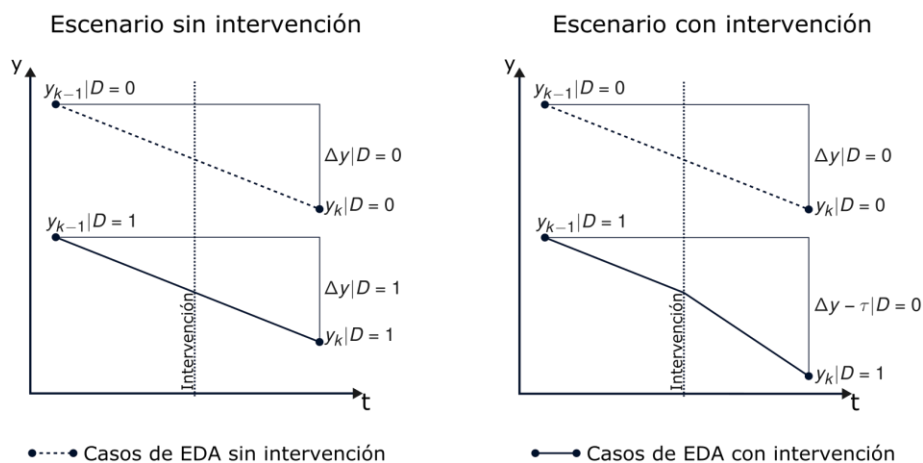 Escenario sin intervención
y
y_{k−1}|D = 0
Δy|D = 0
y_k|D = 0
y_{k−1}|D = 1
Δy|D = 1
y_k|D = 1
Intervención
t
Casos de EDA sin intervención
Escenario con intervención
y
y_{k−1}|D = 0
Δy|D = 0
y_k|D = 0
y_{k−1}|D = 1
Δy − τ|D = 0
y_k|D = 1
Intervención
t
Casos de EDA con intervención